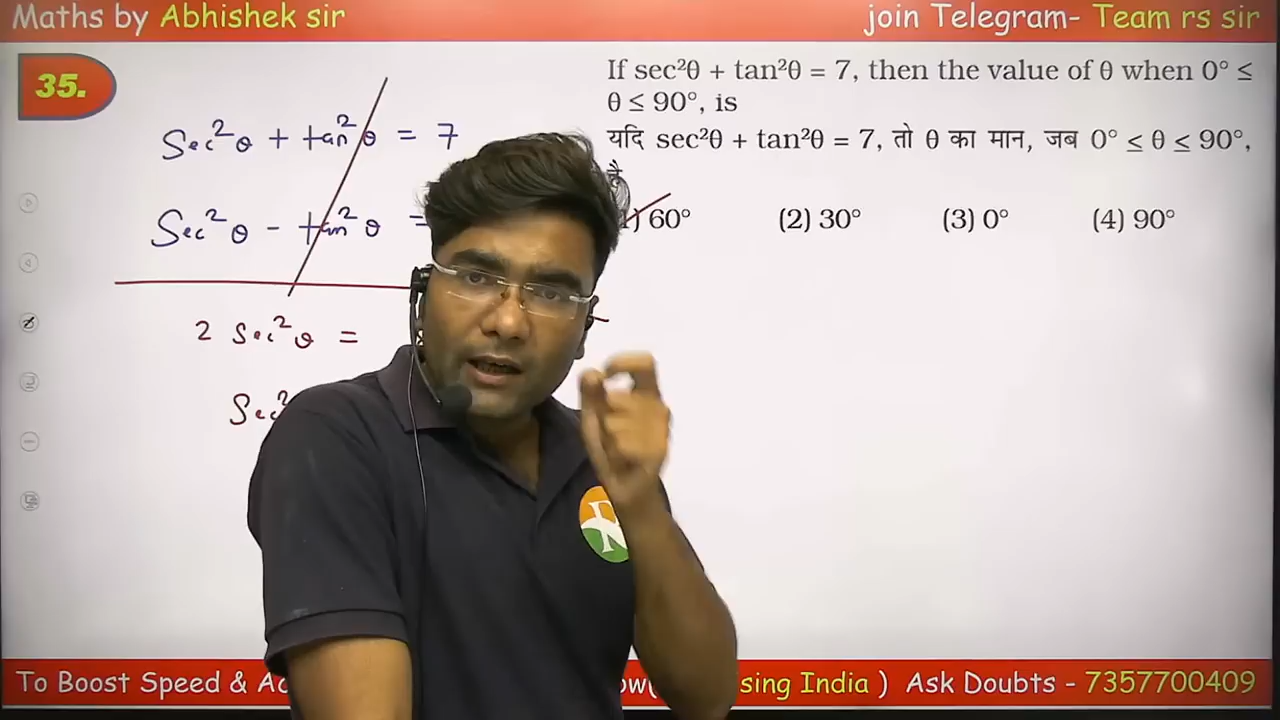 Maths by Abhishek sir
join Telegram- Team rs sir
35.
If sec²θ + tan²θ = 7, then the value of θ when 0° ≤
θ ≤ 90°, is
यदि sec²θ + tan²θ = 7, तो θ का मान, जब 0° ≤ θ ≤ 90°,
है
1) 60° (2) 30° (3) 0° (4) 90°
Sec²θ + tan²θ = 7
Sec²θ - tan²θ =
2 Sec²θ =
Sec²
To Boost Speed &
sing India ) Ask Doubts - 7357700409